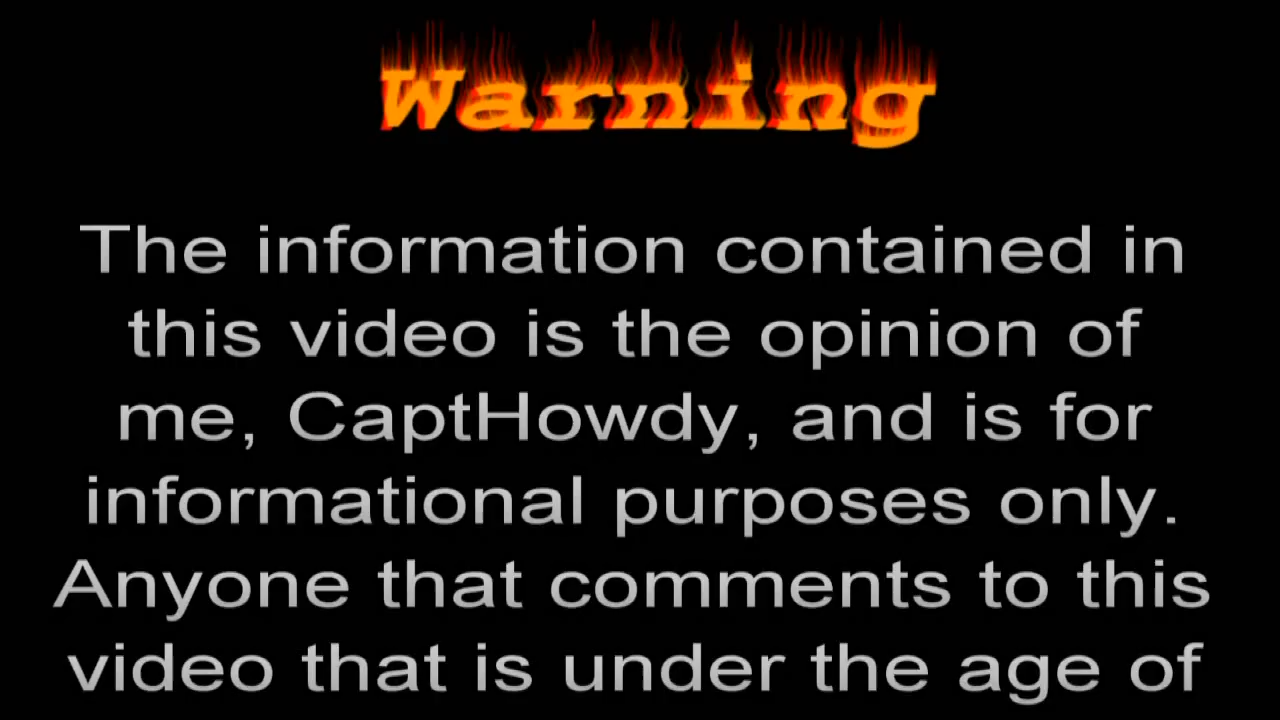 Warning
The information contained in
this video is the opinion of
me, CaptHowdy, and is for
informational purposes only.
Anyone that comments to this
video that is under the age of